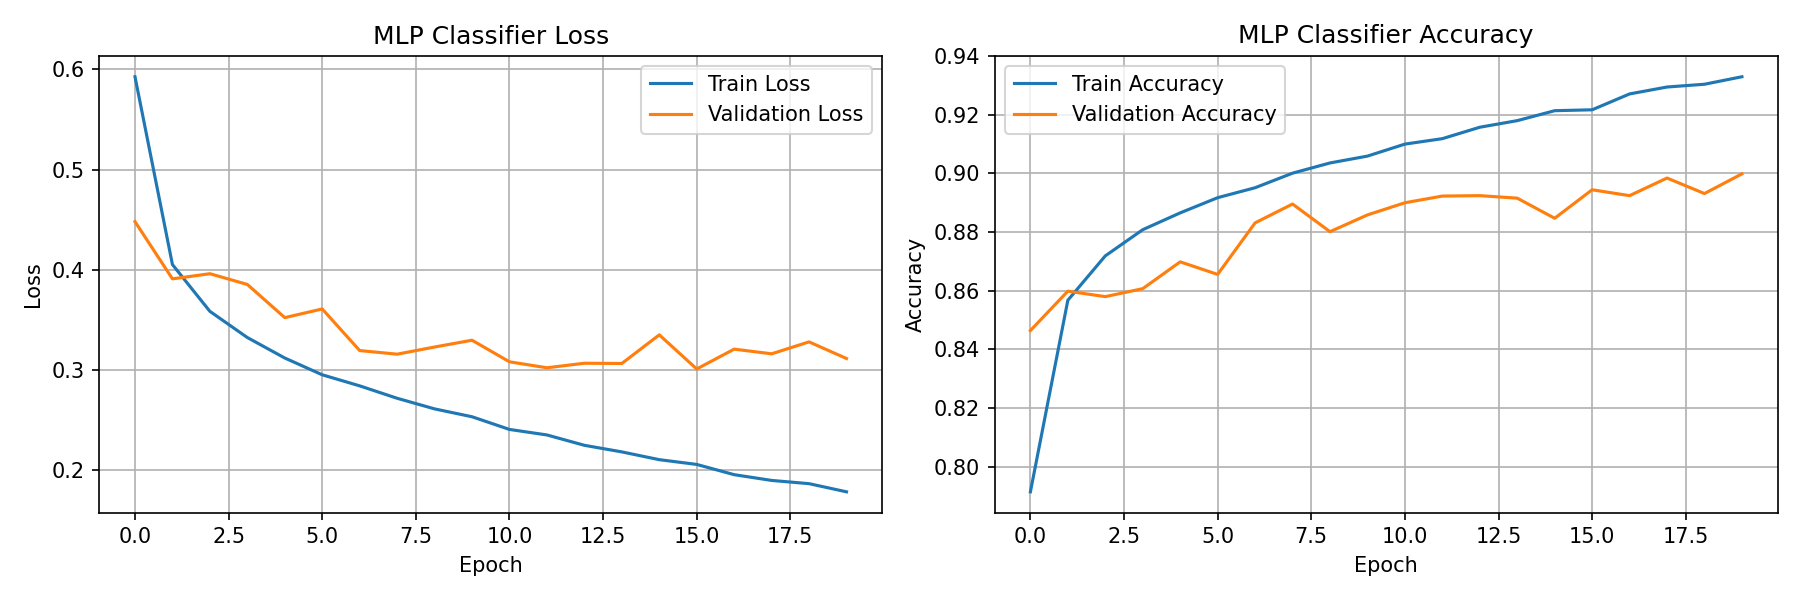 MLP Classifier Loss
Train Loss
Validation Loss
0.6
0.5
0.4
0.3
0.2
Loss
0.0 2.5 5.0 7.5 10.0 12.5 15.0 17.5
Epoch
MLP Classifier Accuracy
Train Accuracy
Validation Accuracy
0.94
0.92
0.90
0.88
0.86
0.84
0.82
0.80
Accuracy
0.0 2.5 5.0 7.5 10.0 12.5 15.0 17.5
Epoch